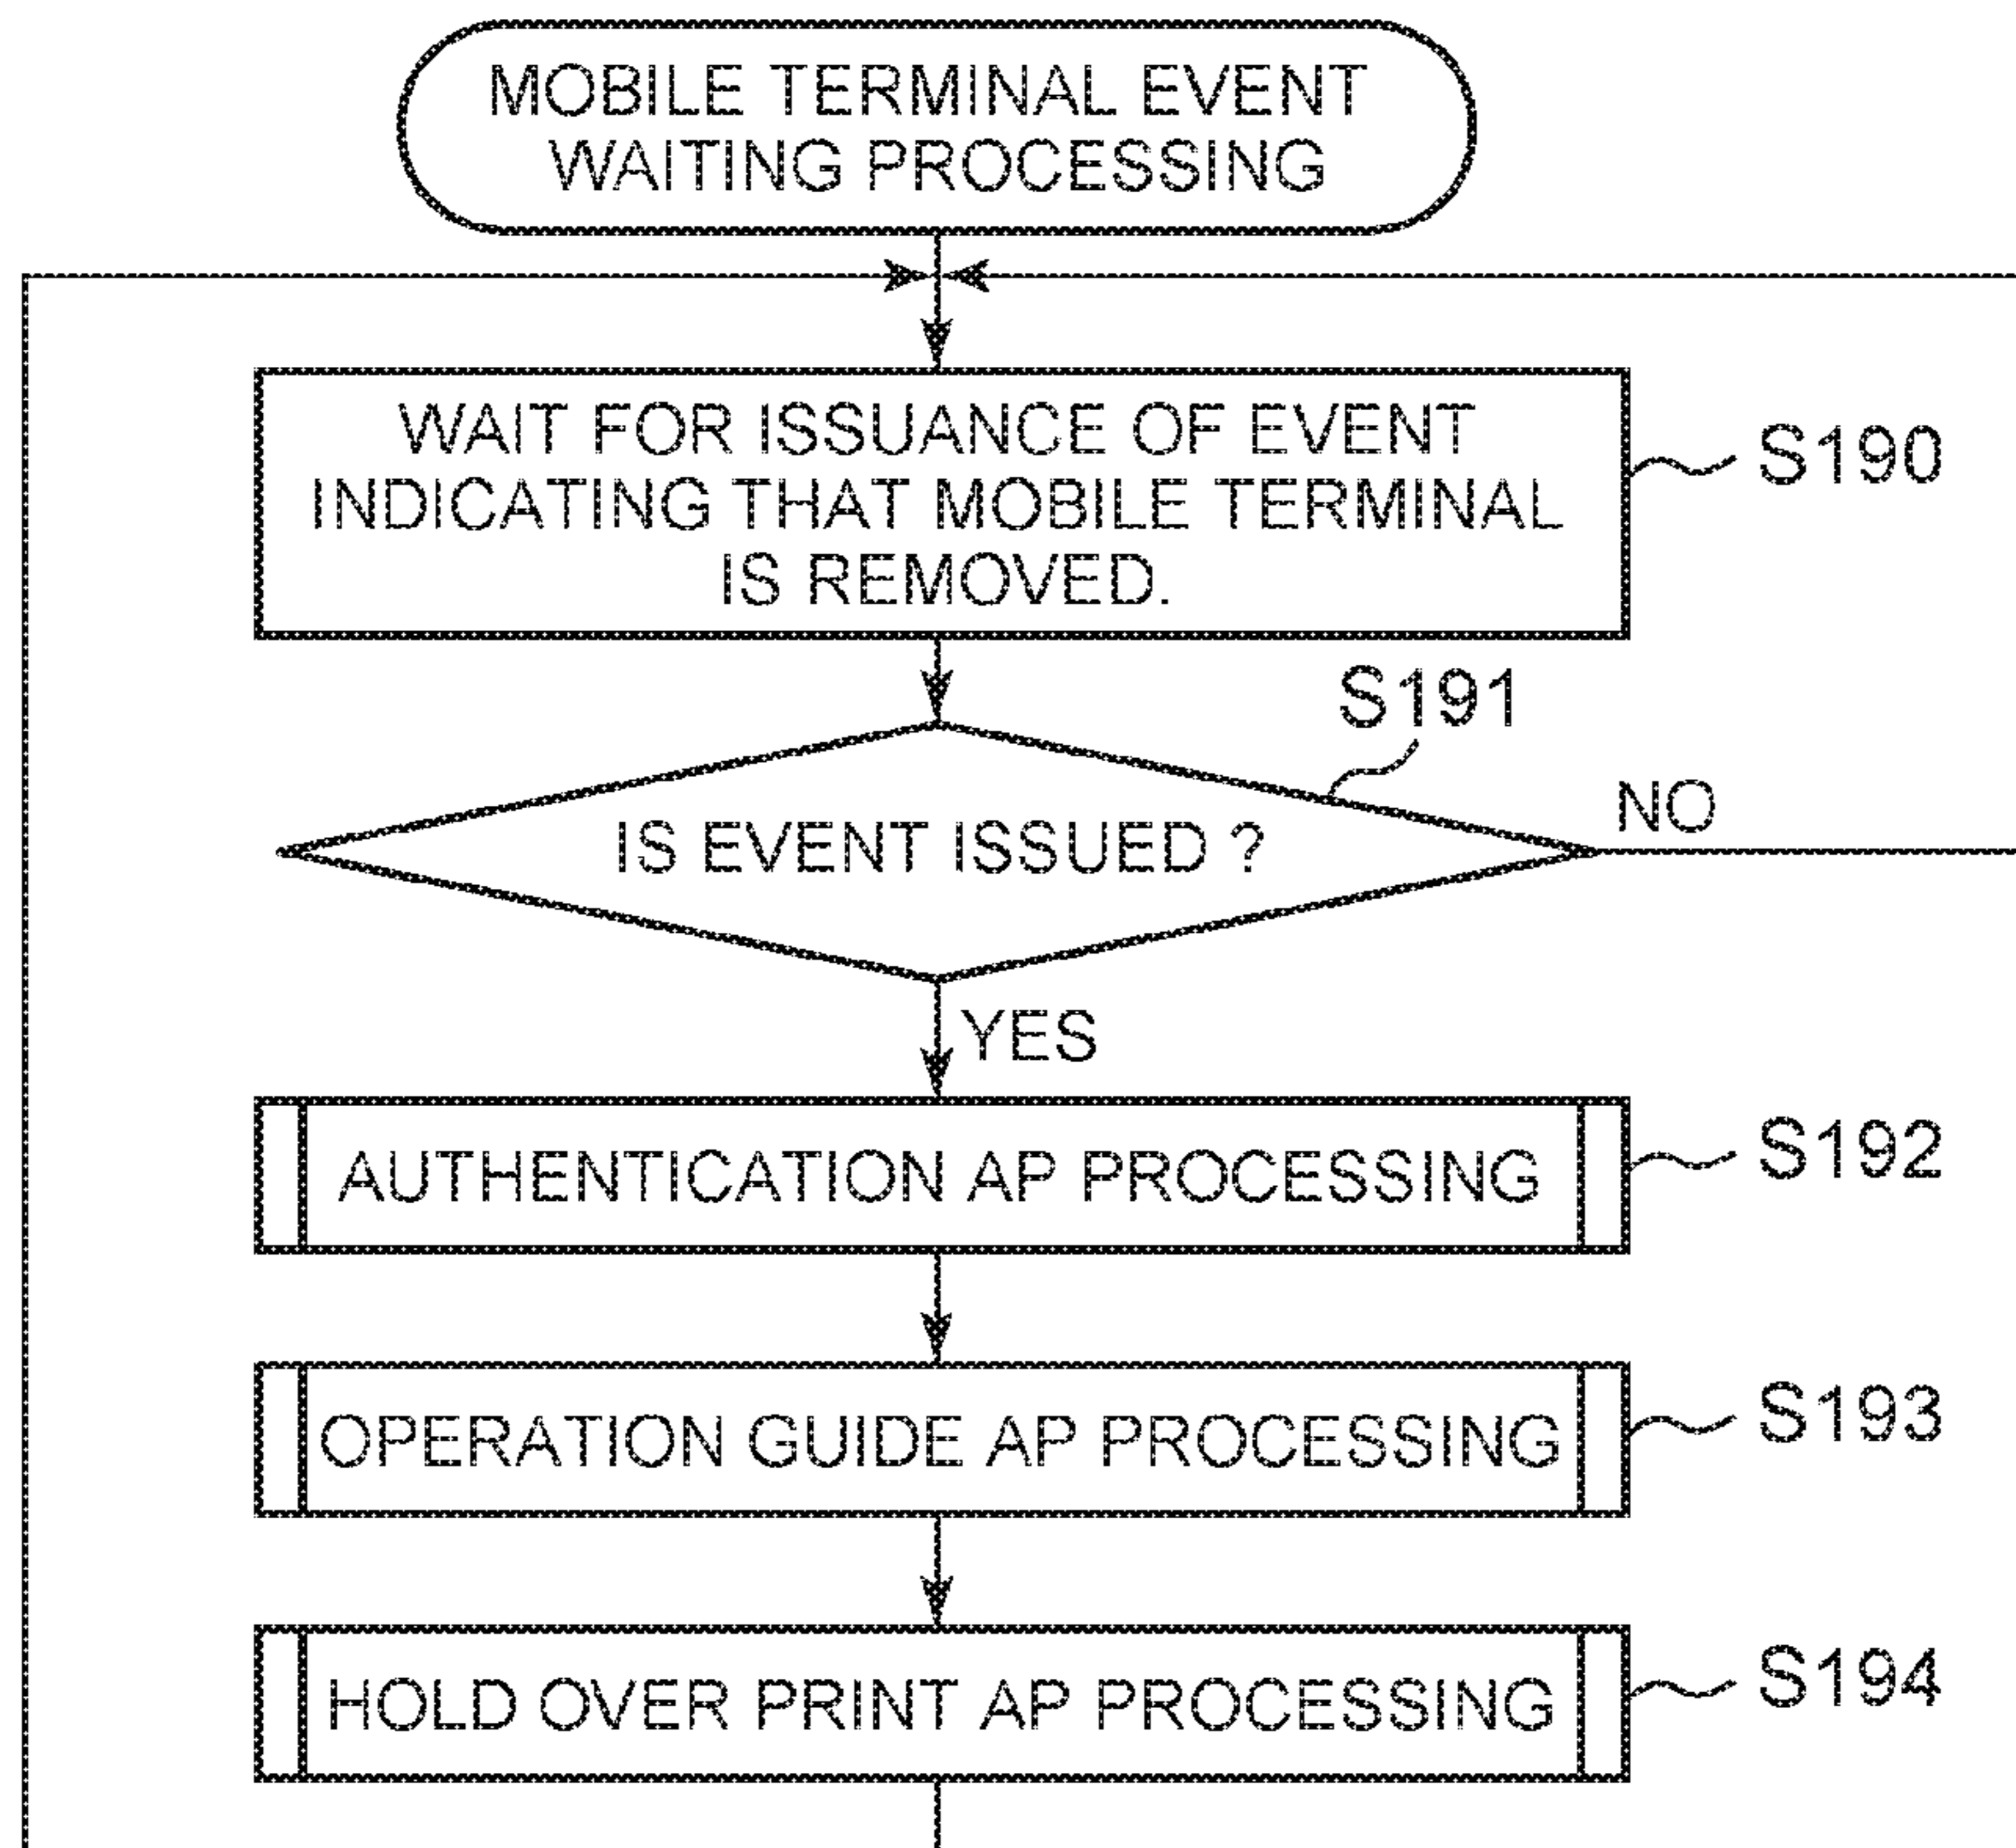 MOBILE TERMINAL EVENT
WAITING PROCESSING
WAIT FOR ISSUANCE OF EVENT
INDICATING THAT MOBILE TERMINAL
IS REMOVED.
S190
S191
IS EVENT ISSUED ?
NO
YES
AUTHENTICATION AP PROCESSING
S192
OPERATION GUIDE AP PROCESSING
S193
HOLD OVER PRINT AP PROCESSING
S194